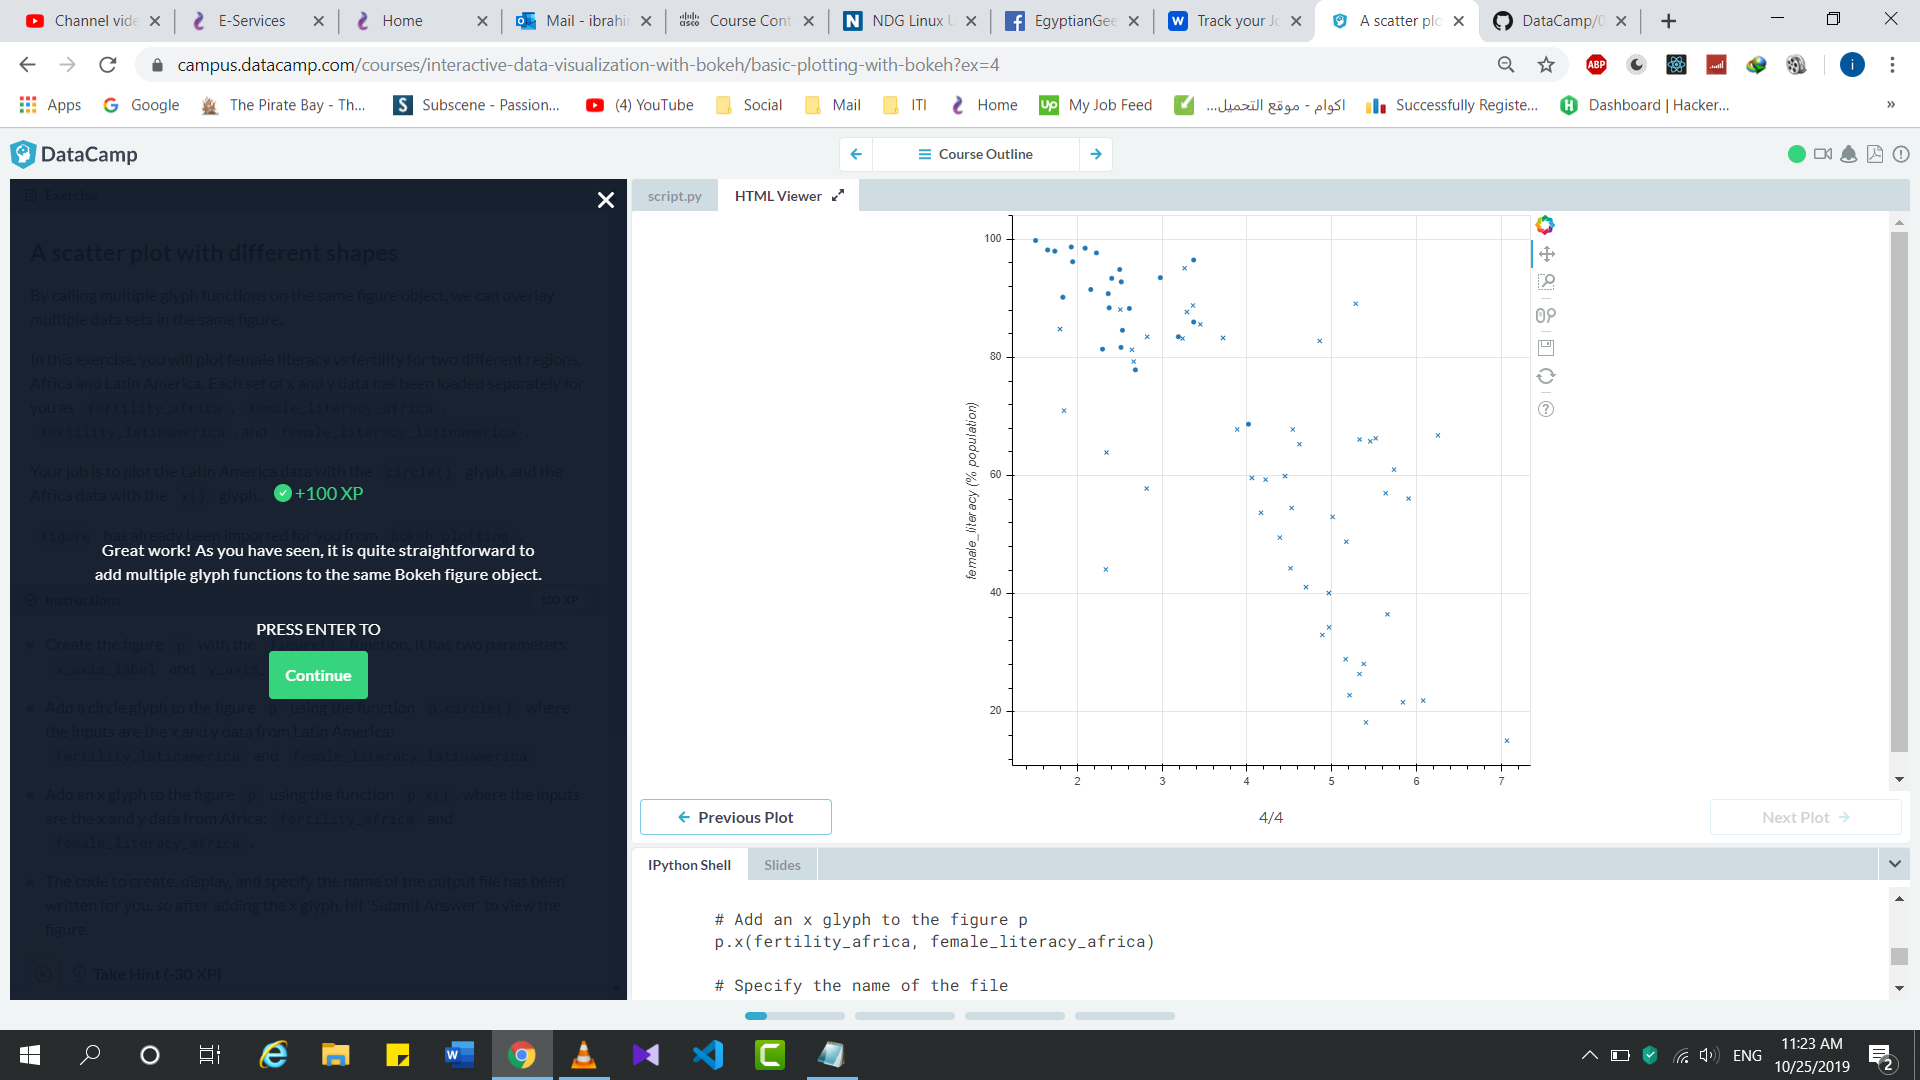 Channel vide
E-Services
Home
Mail - ibrahi
Course Cont
NDG Linux U
EgyptianGee
Track your Jo
A scatter plo
DataCamp/0
campus.datacamp.com/courses/interactive-data-visualization-with-bokeh/basic-plotting-with-bokeh?ex=4
ABP
i
Apps
Google
The Pirate Bay - Th...
Subscene - Passion...
(4) YouTube
Social
Mail
ITI
Home
My Job Feed
اكوام - موقع التحميل...
Successfully Registe...
Dashboard | Hacker...
»
DataCamp
Course Outline
Exercise
script.py
HTML Viewer
A scatter plot with different shapes
By calling multiple glyph functions on the same figure object, we can overlay
multiple data sets in the same figure.
In this exercise, you will plot female literacy vs fertility for two different regions,
Africa and Latin America. Each set of x and y data has been loaded separately for
you as fertility_africa, female_literacy_africa,
fertility_latinamerica, and female_literacy_latinamerica.
Your job is to plot the Latin America data with the circle() glyph, and the
Africa data with the x() glyph.
+100 XP
figure has already been imported for you from bokeh.plotting
Great work! As you have seen, it is quite straightforward to
add multiple glyph functions to the same Bokeh figure object.
Instructions
100 XP
PRESS ENTER TO
Create the figure p with the function. It has two parameters:
x_axis_label and
Continue
Add a circle glyph to the figure p using the function p.circle() where
the inputs are the x and y data from Latin America:
fertility_latinamerica and female_literacy_latinamerica
Add an x glyph to the figure p using the function p.x() where the inputs
are the x and y data from Africa: fertility_africa and
female_literacy_africa.
The code to create, display, and specify the name of the output file has been
written for you, so after adding the x glyph, hit 'Submit Answer' to view the
figure.
Take Hint (-30 XP)
100
80
60
40
20
female_literacy (% population)
2
3
4
5
6
7
Previous Plot
4/4
Next Plot
IPython Shell
Slides
# Add an x glyph to the figure p
p.x(fertility_africa, female_literacy_africa)
# Specify the name of the file
ENG
11:23 AM
10/25/2019
2